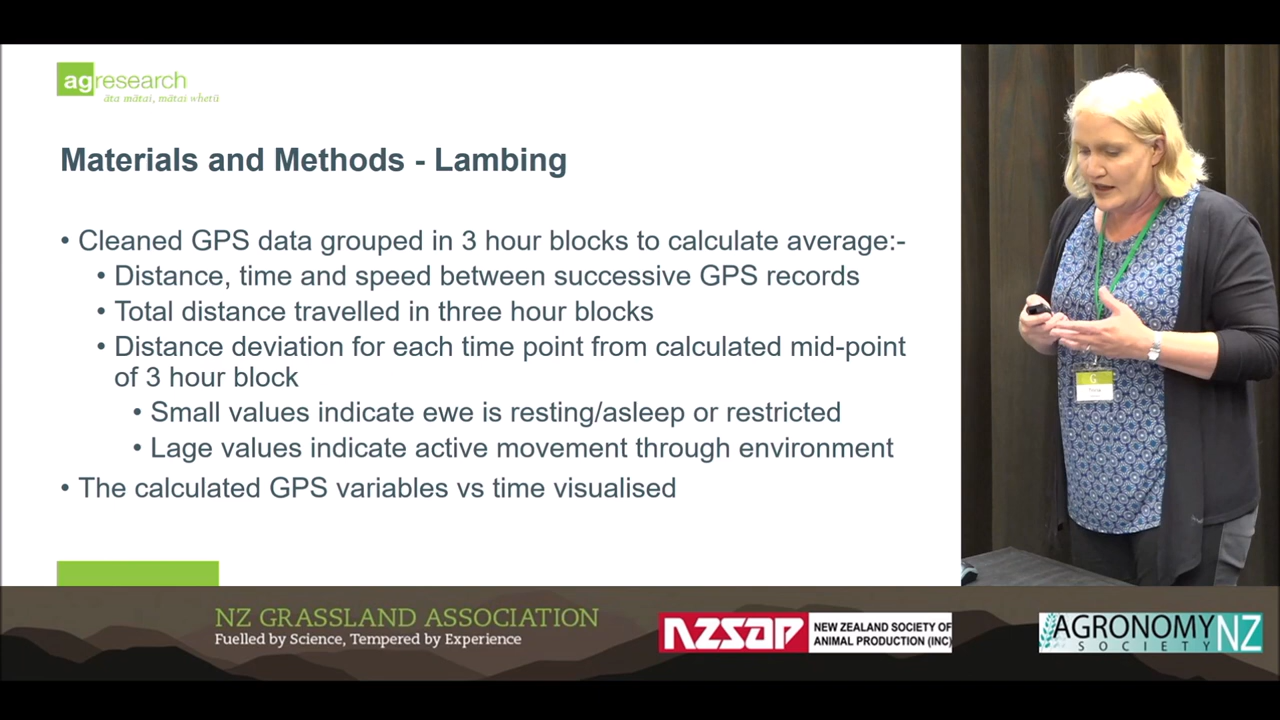 agresearch
āta mātai, mātai whetū
Materials and Methods - Lambing
• Cleaned GPS data grouped in 3 hour blocks to calculate average:-
• Distance, time and speed between successive GPS records
• Total distance travelled in three hour blocks
• Distance deviation for each time point from calculated mid-point
of 3 hour block
• Small values indicate ewe is resting/asleep or restricted
• Lage values indicate active movement through environment
• The calculated GPS variables vs time visualised
NZ GRASSLAND ASSOCIATION
Fuelled by Science, Tempered by Experience
NZSAP
NEW ZEALAND SOCIETY OF
ANIMAL PRODUCTION (INC)
AGRONOMY NZ
SOCIETY